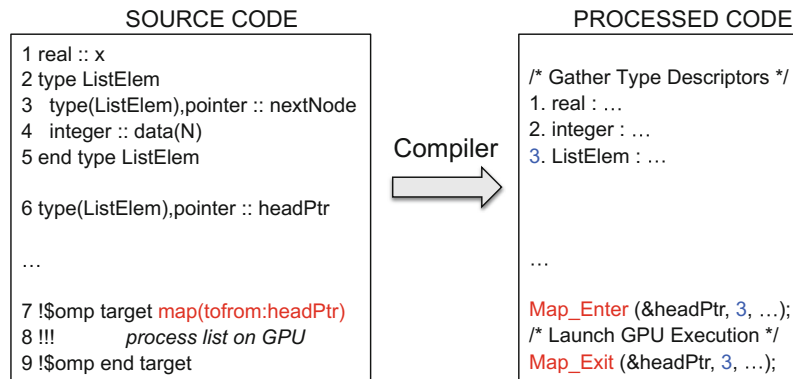 SOURCE CODE
1 real :: x
2 type ListElem
3 type(ListElem),pointer :: nextNode
4 integer :: data(N)
5 end type ListElem
6 type(ListElem),pointer :: headPtr
…
7 !$omp target map(tofrom:headPtr)
8 !!! process list on GPU
9 !$omp end target
Compiler
PROCESSED CODE
/* Gather Type Descriptors */
1. real : …
2. integer : …
3. ListElem : …
…
Map_Enter (&headPtr, 3, …);
/* Launch GPU Execution */
Map_Exit (&headPtr, 3, …);